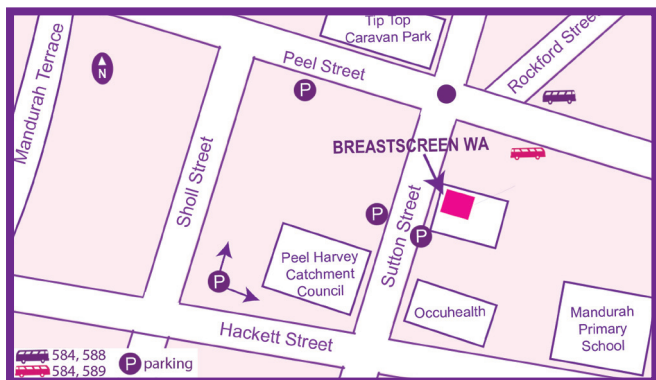 Tip Top
Caravan Park
Rockford Street
Mandurah Terrace
N
Peel Street
P
BREASTSCREEN WA
Sholl Street
P
P
Sutton Street
Peel Harvey
Catchment
Council
P
Occuhealth
Mandurah
Primary
School
Hackett Street
584, 588
584, 589
P parking